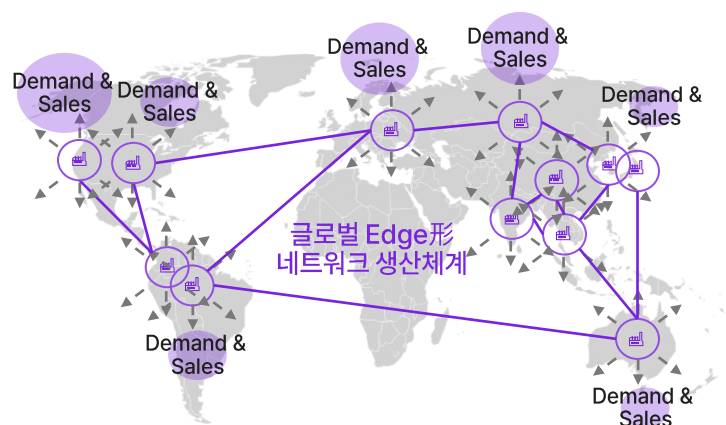 Demand &
Sales
Demand &
Sales
Demand &
Sales
Demand &
Sales
Demand &
Sales
글로벌 Edge形
네트워크 생산체계
Demand &
Sales
Demand &
Sales